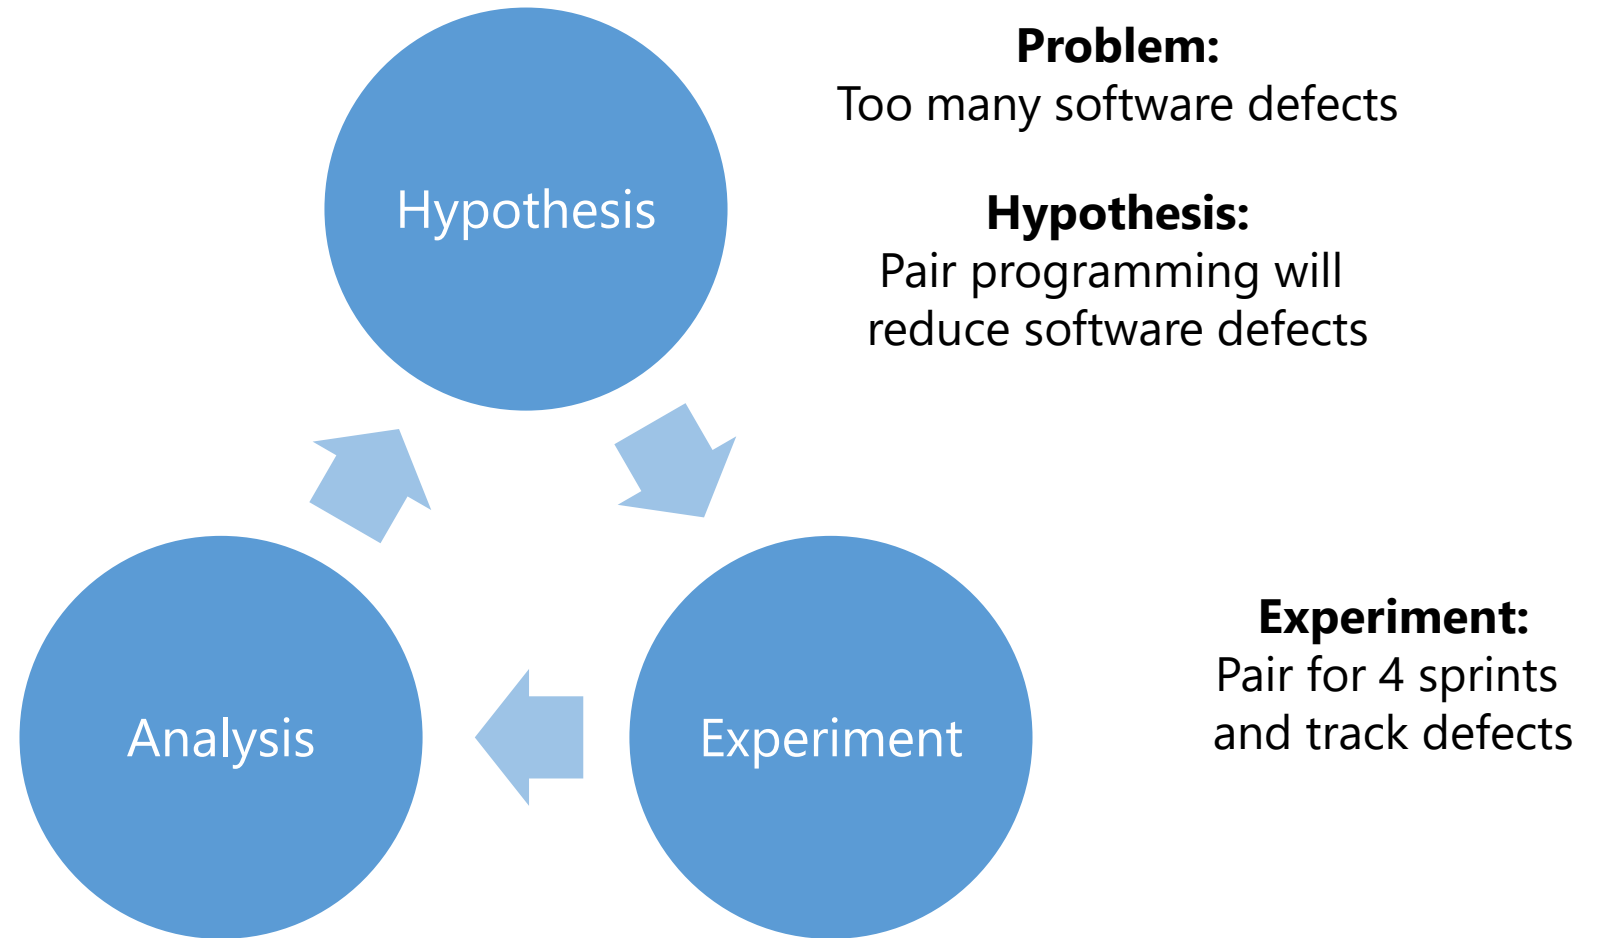 Problem:
Too many software defects
Hypothesis
Hypothesis:
Pair programming will
reduce software defects
Analysis
Experiment
Experiment:
Pair for 4 sprints
and track defects